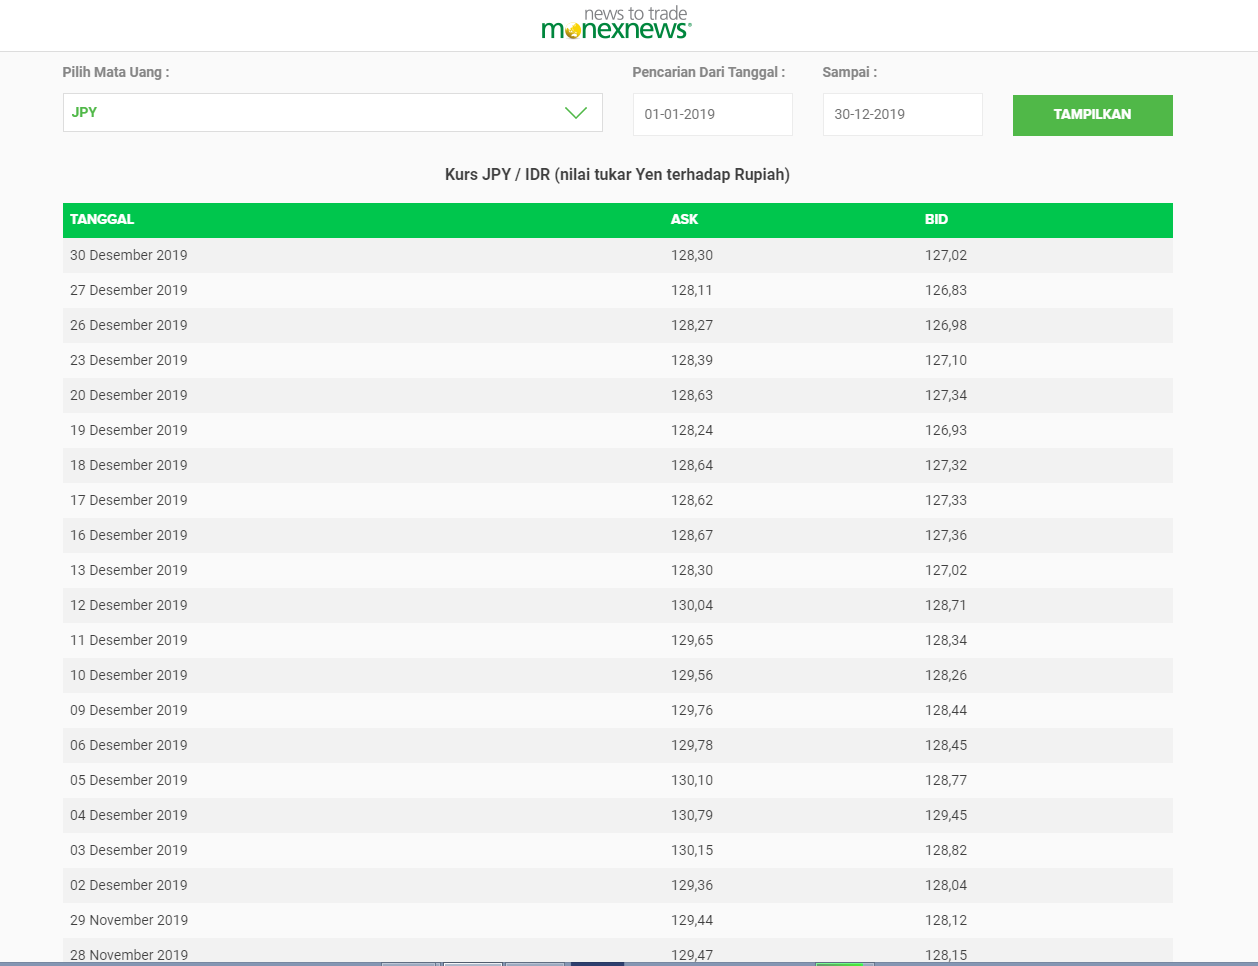 news to trade
monexnews®
Pilih Mata Uang : Pencarian Dari Tanggal : Sampai :
JPY 01-01-2019 30-12-2019 TAMPILKAN
Kurs JPY / IDR (nilai tukar Yen terhadap Rupiah)
TANGGAL ASK BID
30 Desember 2019 128,30 127,02
27 Desember 2019 128,11 126,83
26 Desember 2019 128,27 126,98
23 Desember 2019 128,39 127,10
20 Desember 2019 128,63 127,34
19 Desember 2019 128,24 126,93
18 Desember 2019 128,64 127,32
17 Desember 2019 128,62 127,33
16 Desember 2019 128,67 127,36
13 Desember 2019 128,30 127,02
12 Desember 2019 130,04 128,71
11 Desember 2019 129,65 128,34
10 Desember 2019 129,56 128,26
09 Desember 2019 129,76 128,44
06 Desember 2019 129,78 128,45
05 Desember 2019 130,10 128,77
04 Desember 2019 130,79 129,45
03 Desember 2019 130,15 128,82
02 Desember 2019 129,36 128,04
29 November 2019 129,44 128,12
28 November 2019 129,47 128,15